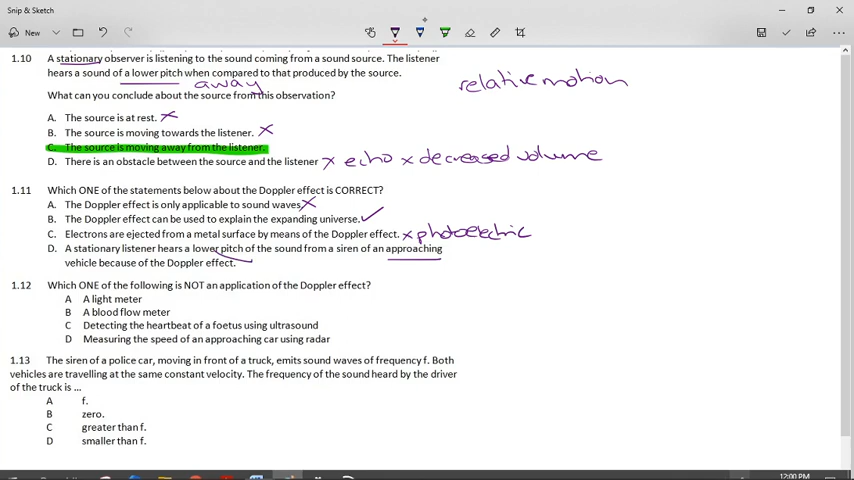 Snip & Sketch
New
1.10 A stationary observer is listening to the sound coming from a sound source. The listener
hears a sound of a lower pitch when compared to that produced by the source.
away
relative motion
What can you conclude about the source from this observation?
A. The source is at rest. x
B. The source is moving towards the listener. x
C. The source is moving away from the listener.
D. There is an obstacle between the source and the listener x echo x decreased volume
1.11 Which ONE of the statements below about the Doppler effect is CORRECT?
A. The Doppler effect is only applicable to sound waves x
B. The Doppler effect can be used to explain the expanding universe. ✓
C. Electrons are ejected from a metal surface by means of the Doppler effect. x photoelectric
D. A stationary listener hears a lower pitch of the sound from a siren of an approaching
vehicle because of the Doppler effect.
1.12 Which ONE of the following is NOT an application of the Doppler effect?
A A light meter
B A blood flow meter
C Detecting the heartbeat of a foetus using ultrasound
D Measuring the speed of an approaching car using radar
1.13 The siren of a police car, moving in front of a truck, emits sound waves of frequency f. Both
vehicles are travelling at the same constant velocity. The frequency of the sound heard by the driver
of the truck is ...
A f.
B zero.
C greater than f.
D smaller than f.
12:00 PM